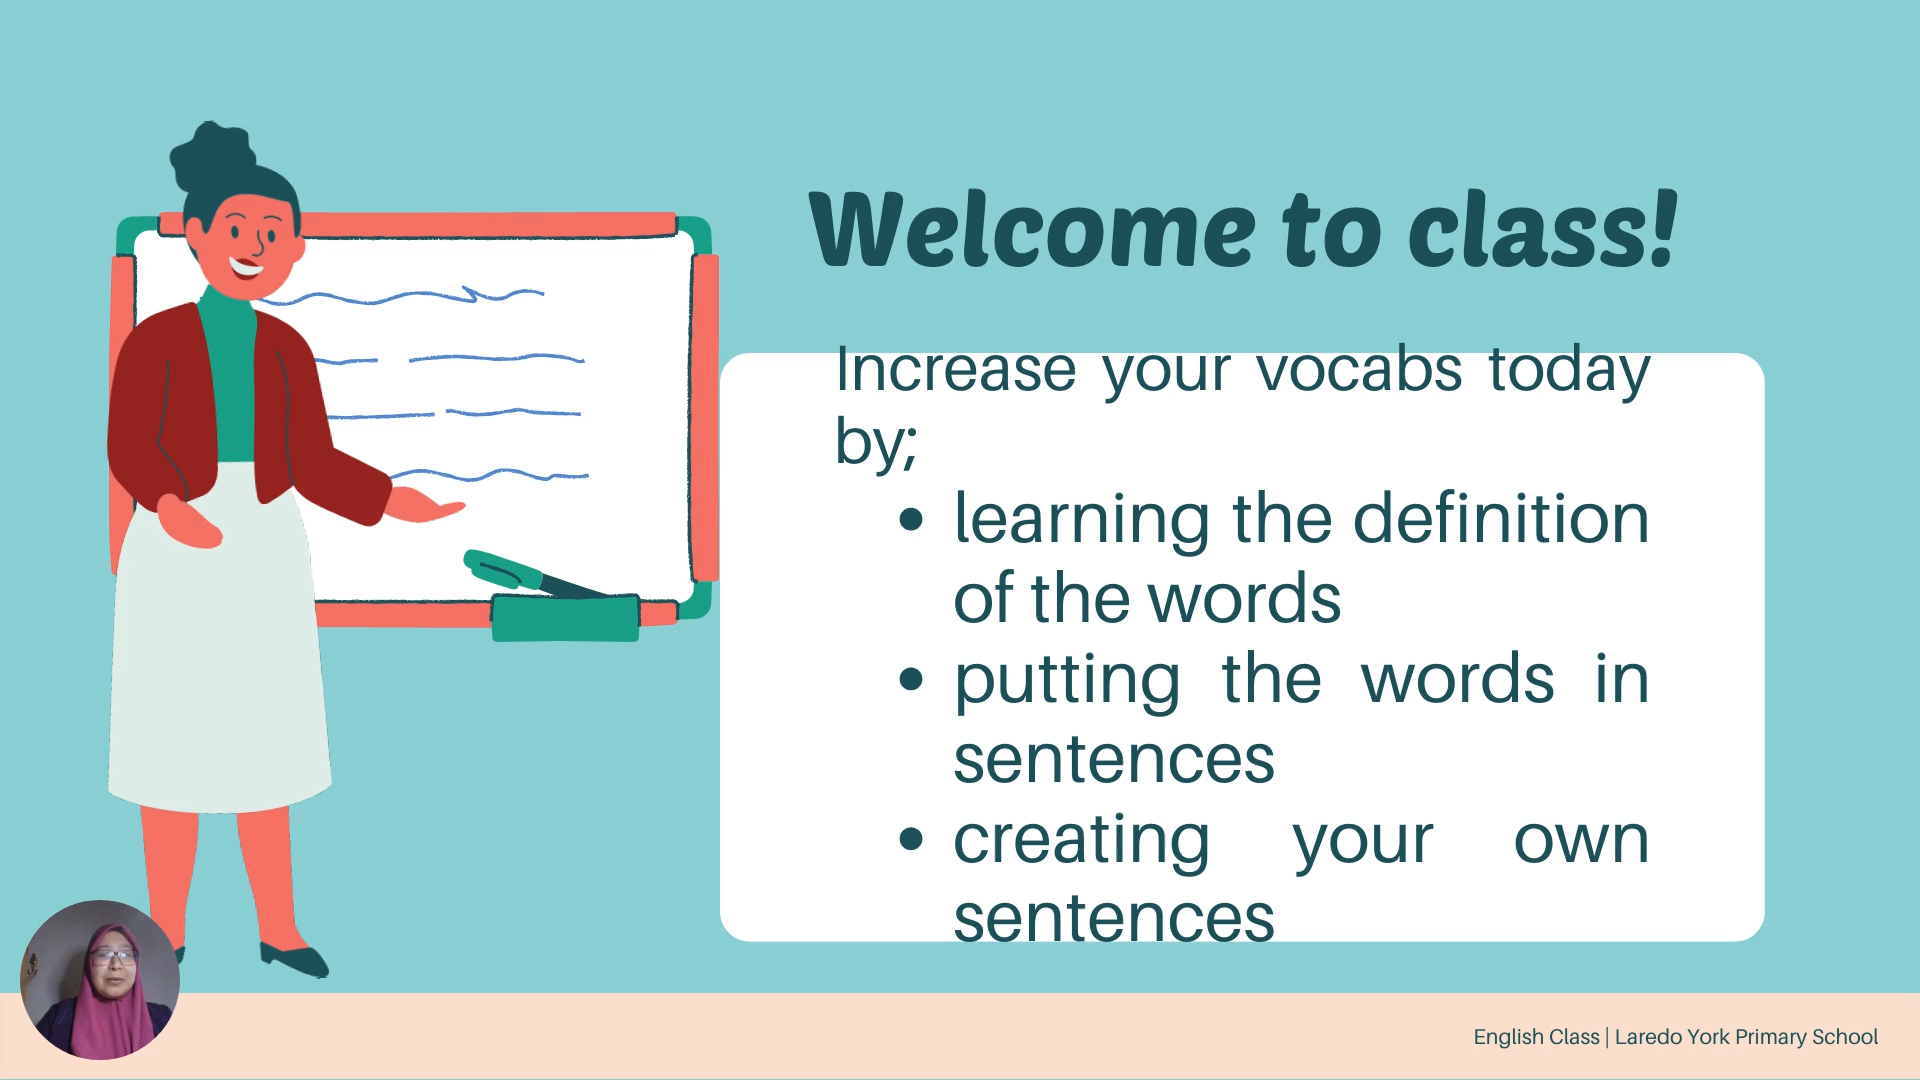 Welcome to class!
Increase your vocabs today
by;
• learning the definition
of the words
• putting the words in
sentences
• creating your own
sentences
English Class | Laredo York Primary School